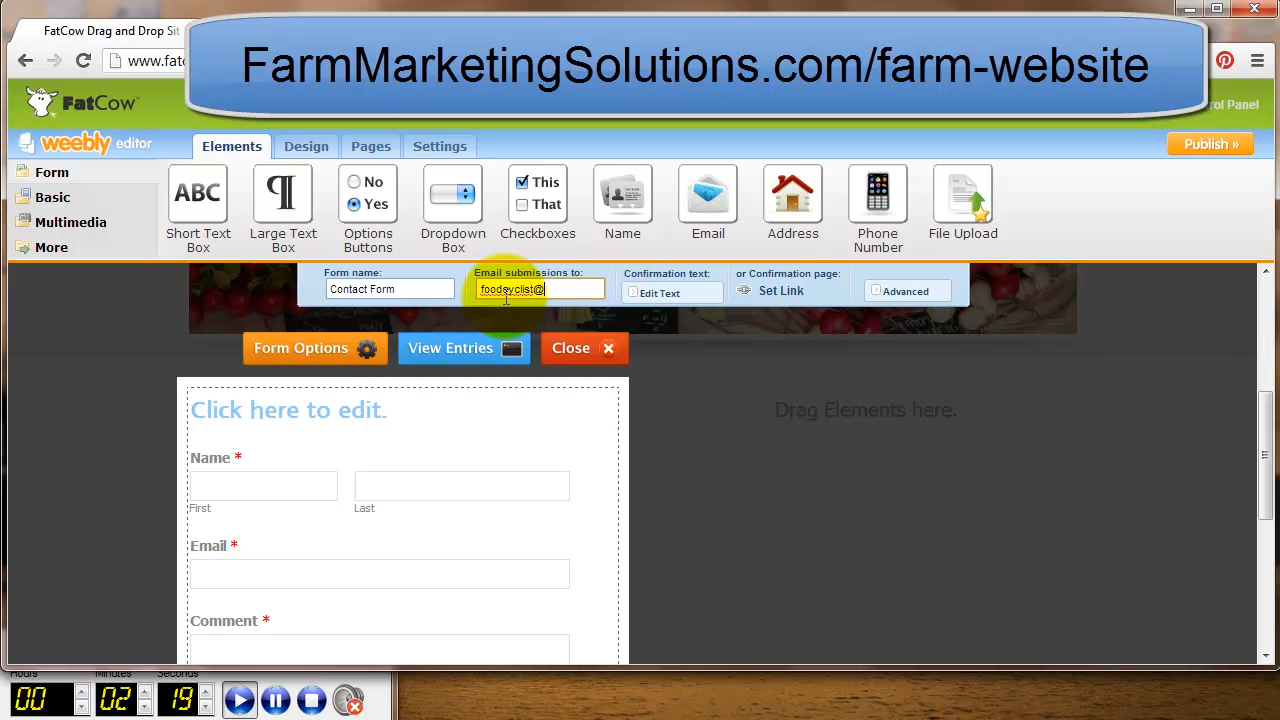 FatCow Drag and Drop Sit
www.fatc
FarmMarketingSolutions.com/farm-website
FatCow™
rol Panel
weebly editor
Elements
Design
Pages
Settings
Publish »
Form
Basic
Multimedia
More
ABC
No
Yes
This
That
Short Text Box
Large Text Box
Options Buttons
Dropdown Box
Checkboxes
Name
Email
Address
Phone Number
File Upload
Form name:
Contact Form
Email submissions to:
foodcyclist@
Confirmation text:
Edit Text
or Confirmation page:
Set Link
Advanced
Form Options
View Entries
Close
Click here to edit.
Drag Elements here.
Name *
First
Last
Email *
Comment *
Hours
Minutes
Seconds
00
02
19